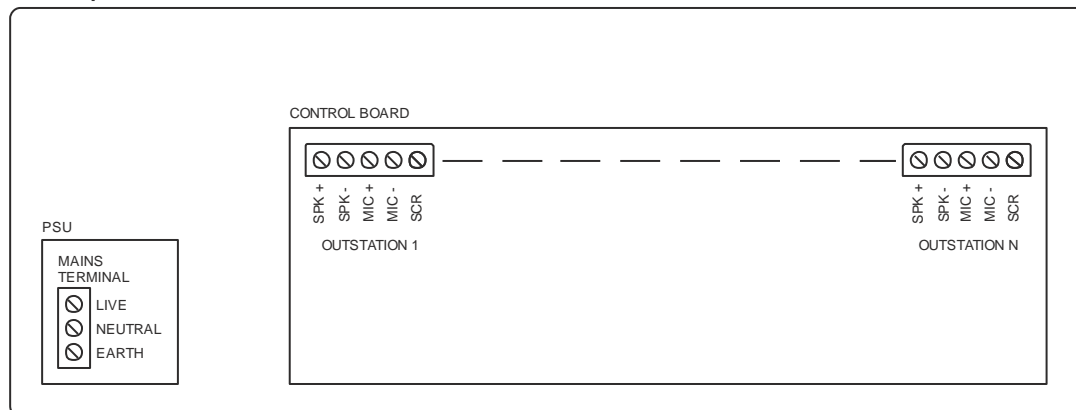 CONTROL BOARD
SPK +
SPK -
MIC +
MIC -
SCR
OUTSTATION 1
SPK +
SPK -
MIC +
MIC -
SCR
OUTSTATION N
PSU
MAINS
TERMINAL
LIVE
NEUTRAL
EARTH